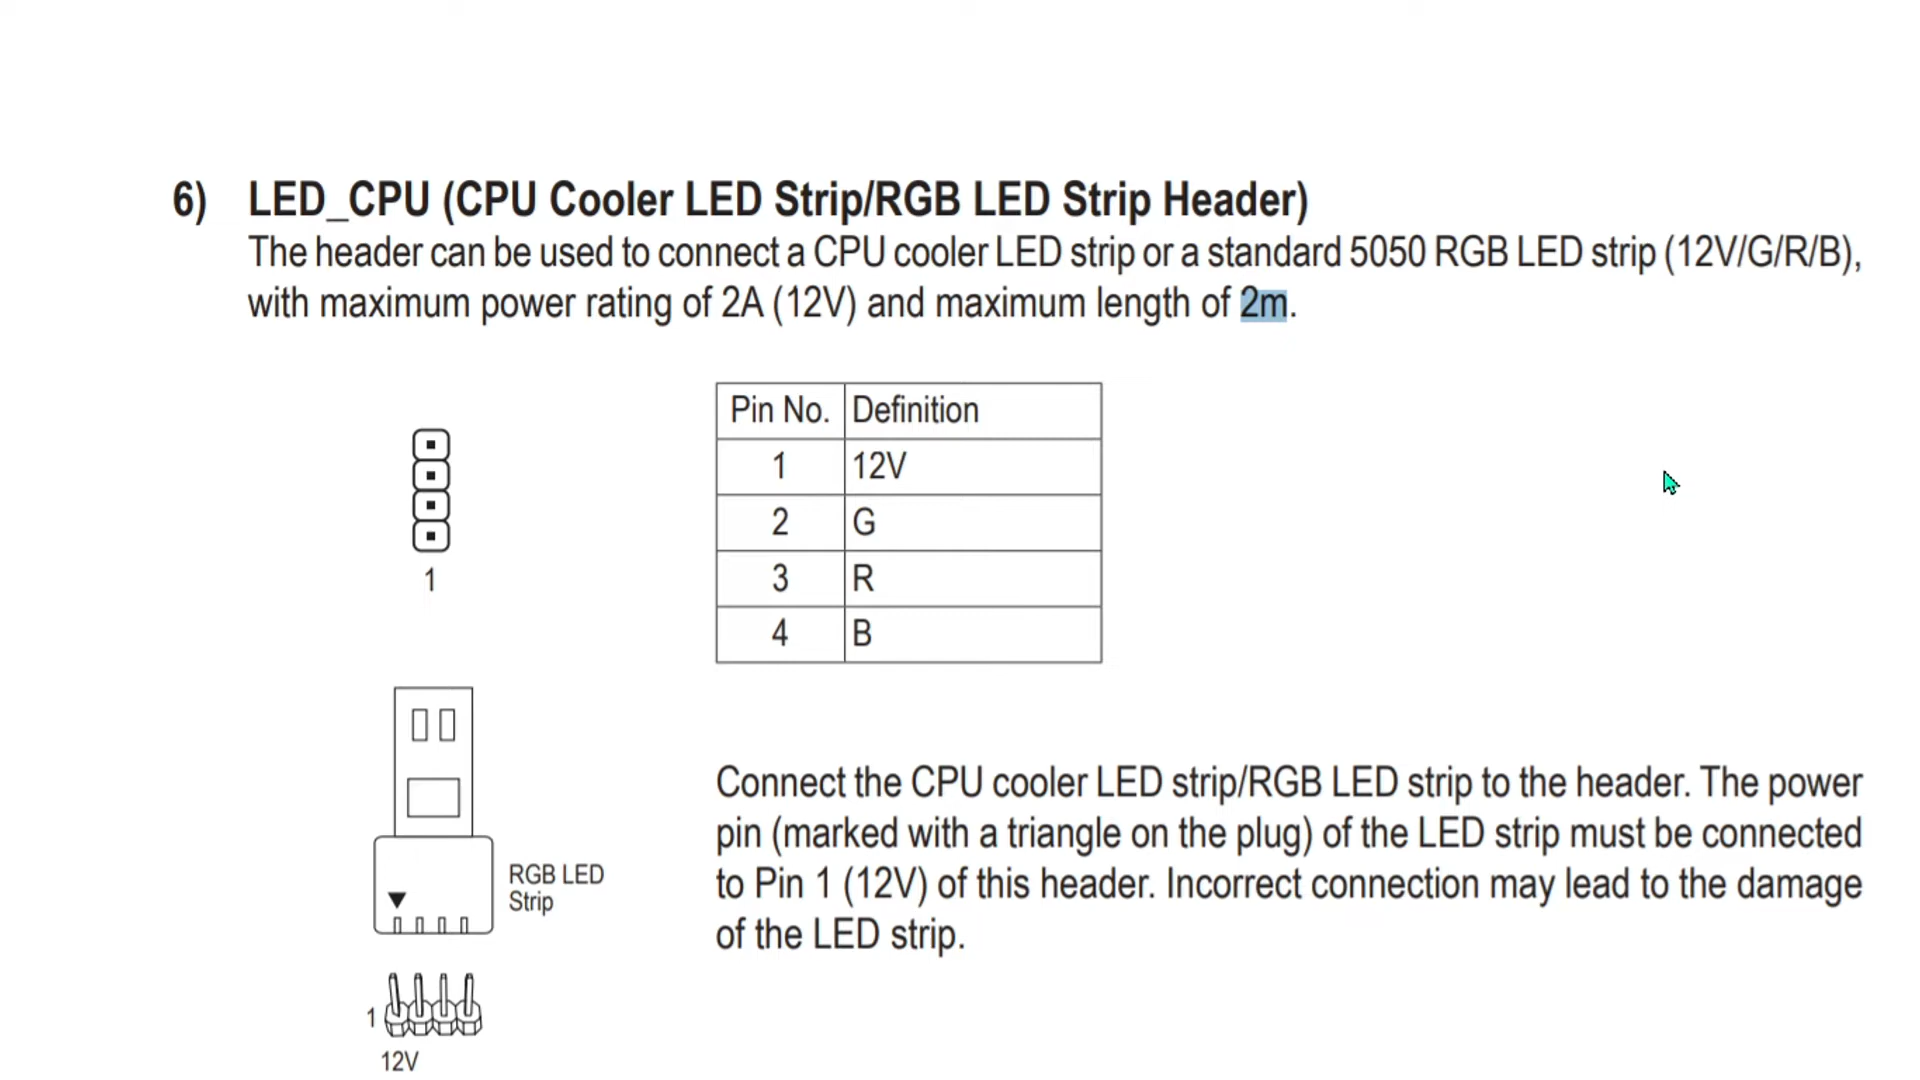 6) LED_CPU (CPU Cooler LED Strip/RGB LED Strip Header)
The header can be used to connect a CPU cooler LED strip or a standard 5050 RGB LED strip (12V/G/R/B),
with maximum power rating of 2A (12V) and maximum length of 2m.
Pin No. Definition
1 12V
2 G
3 R
4 B
1
RGB LED
Strip
1
12V
Connect the CPU cooler LED strip/RGB LED strip to the header. The power
pin (marked with a triangle on the plug) of the LED strip must be connected
to Pin 1 (12V) of this header. Incorrect connection may lead to the damage
of the LED strip.